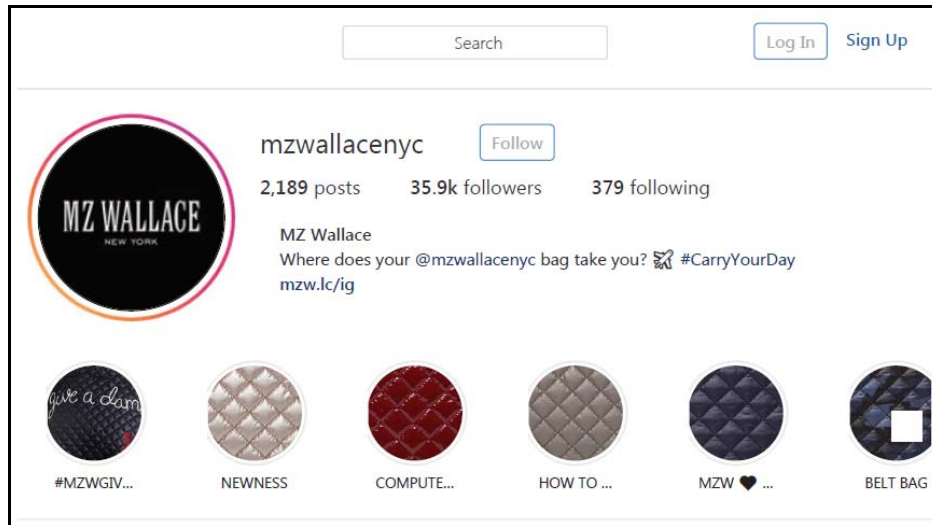 Search
Log In
Sign Up
MZ WALLACE
NEW YORK
mzwallacenyc
Follow
2,189 posts 35.9k followers 379 following
MZ Wallace
Where does your @mzwallacenyc bag take you? #CarryYourDay
mzw.lc/ig
give a dam
#MZWGIV...
NEWNESS
COMPUTE...
HOW TO ...
MZW 🖤 ...
BELT BAG